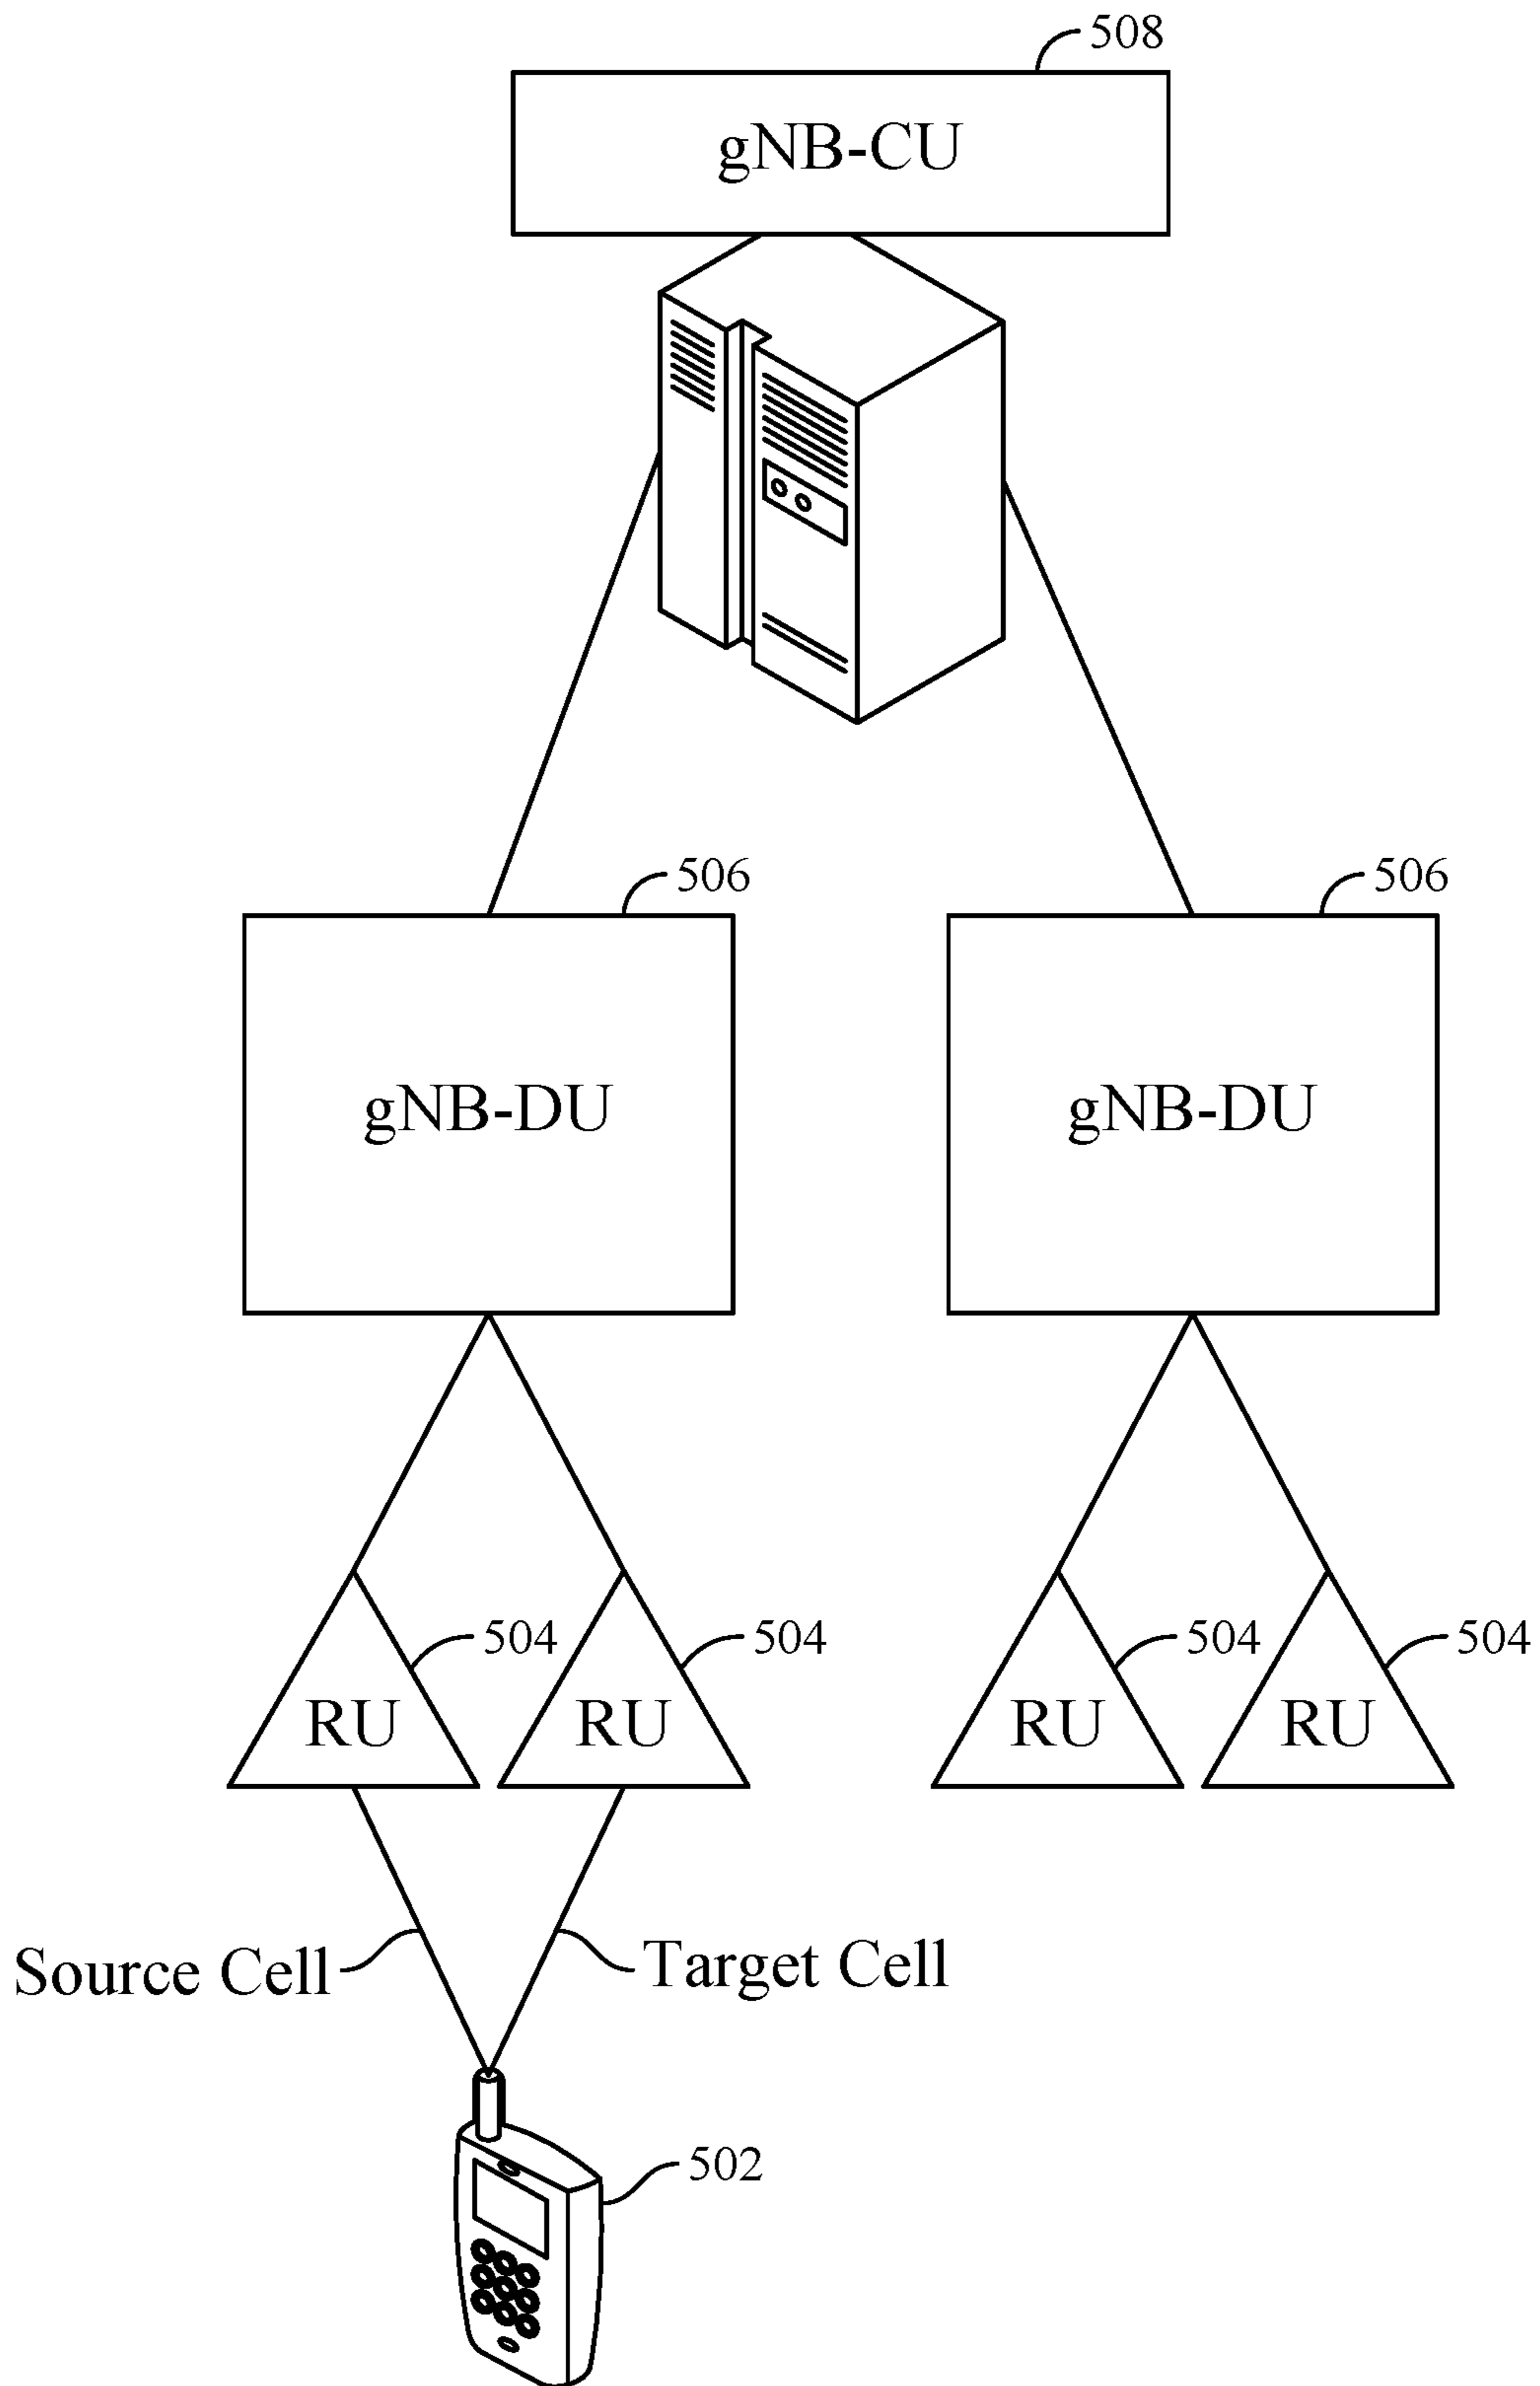 508
gNB-CU
506
506
gNB-DU
gNB-DU
504
504
504
504
RU
RU
RU
RU
Source Cell
Target Cell
502